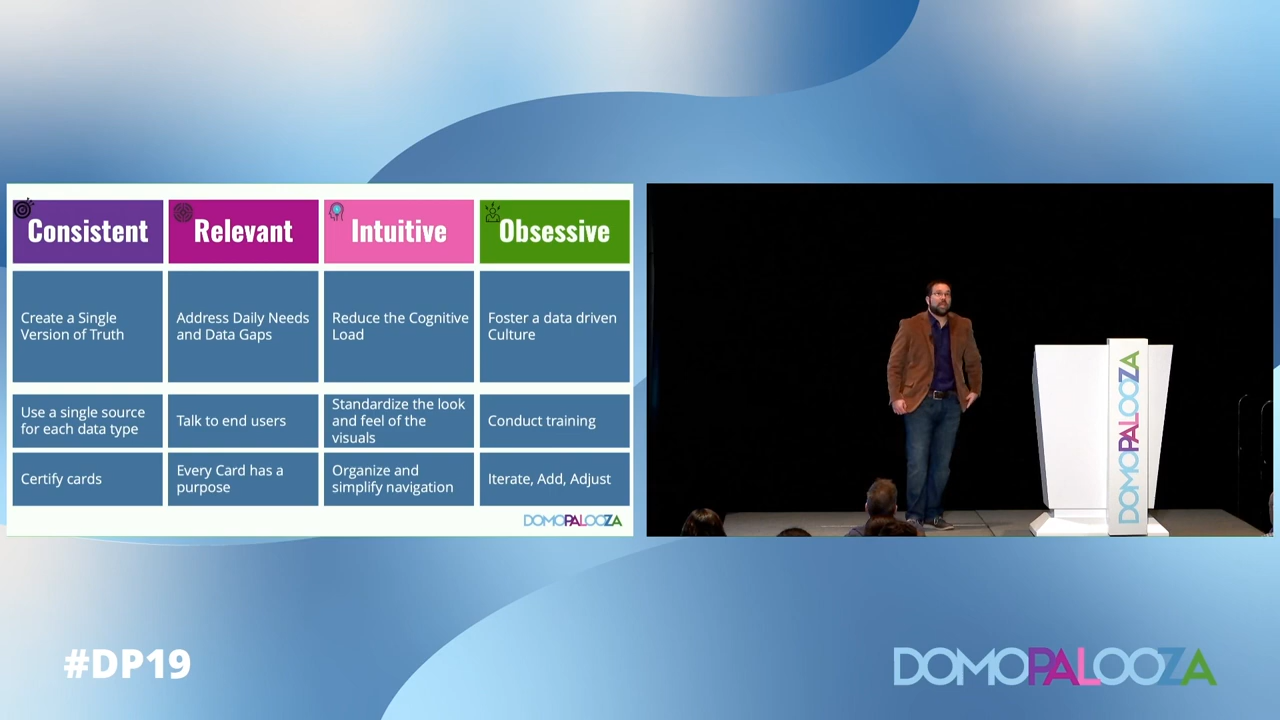 Consistent
Relevant
Intuitive
Obsessive
Create a Single
Version of Truth
Address Daily Needs
and Data Gaps
Reduce the Cognitive
Load
Foster a data driven
Culture
Use a single source
for each data type
Talk to end users
Standardize the look
and feel of the
visuals
Conduct training
Certify cards
Every Card has a
purpose
Organize and
simplify navigation
Iterate, Add, Adjust
DOMOPALOOZA
DOMOPALOOZA
#DP19
DOMOPALOOZA